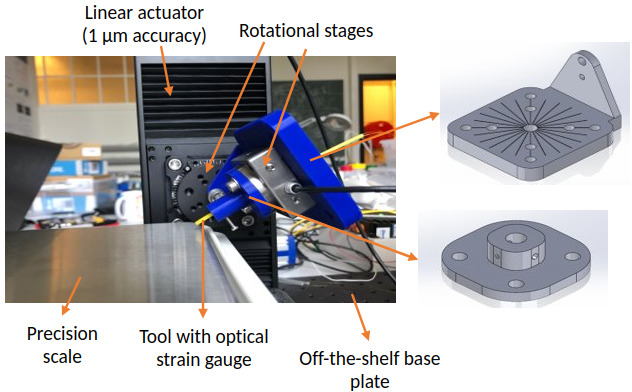 Linear actuator
(1 µm accuracy)
Rotational stages
Precision
scale
Tool with optical
strain gauge
Off-the-shelf base
plate